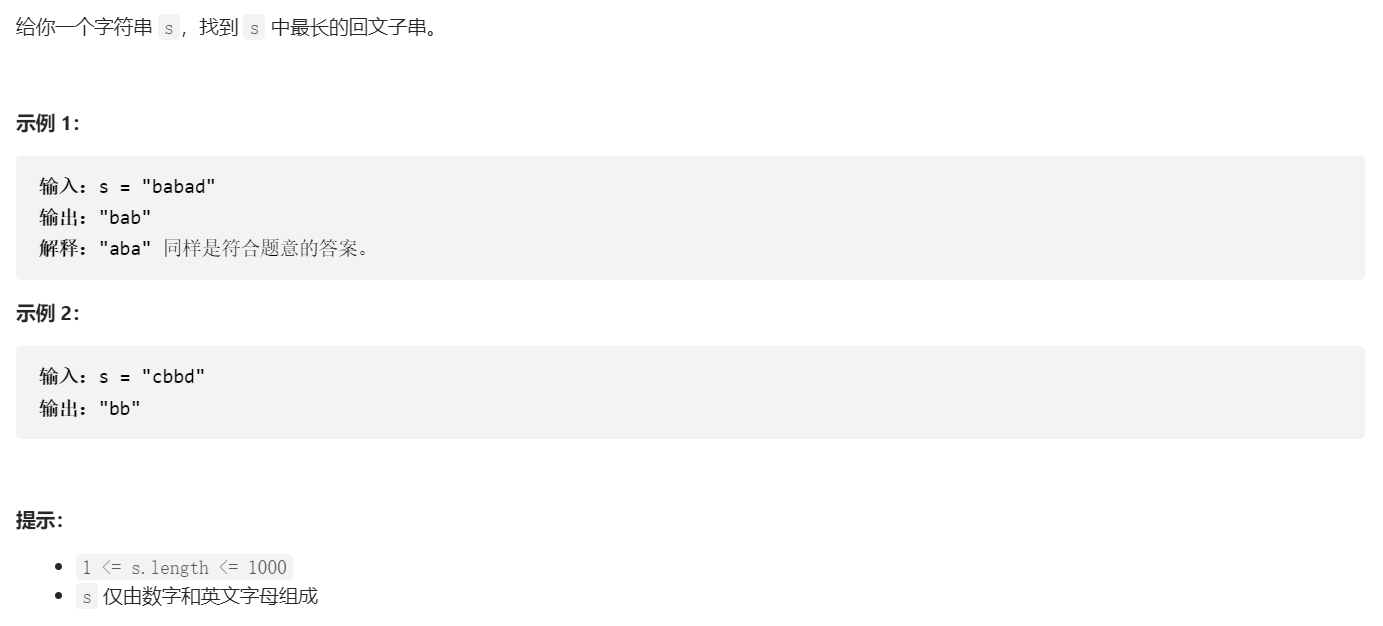 给你一个字符串 s，找到 s 中最长的回文子串。
示例 1：
输入：s = "babad"
输出："bab"
解释："aba" 同样是符合题意的答案。
示例 2：
输入：s = "cbbd"
输出："bb"
提示：
• 1 <= s.length <= 1000
• s 仅由数字和英文字母组成